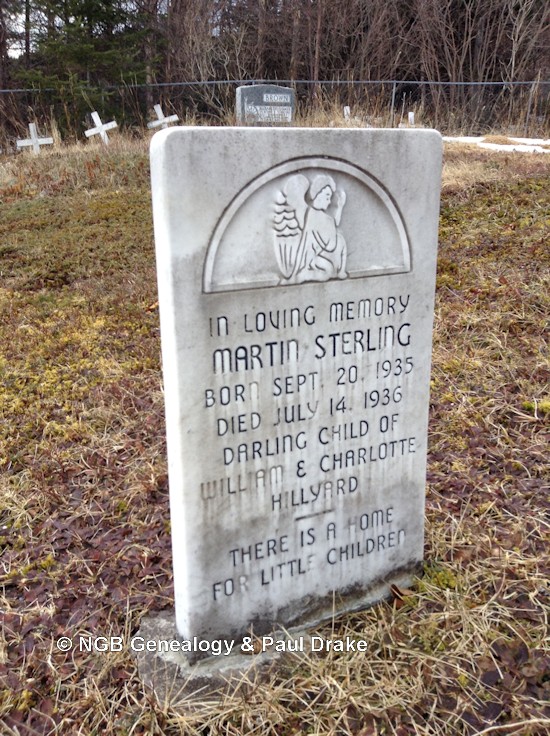 BROWN
IN LOVING MEMORY
MARTIN STERLING
BORN SEPT. 20, 1935
DIED JULY 14, 1936
DARLING CHILD OF
WILLIAM & CHARLOTTE
HILLYARD
THERE IS A HOME
FOR LITTLE CHILDREN
© NGB Genealogy & Paul Drake